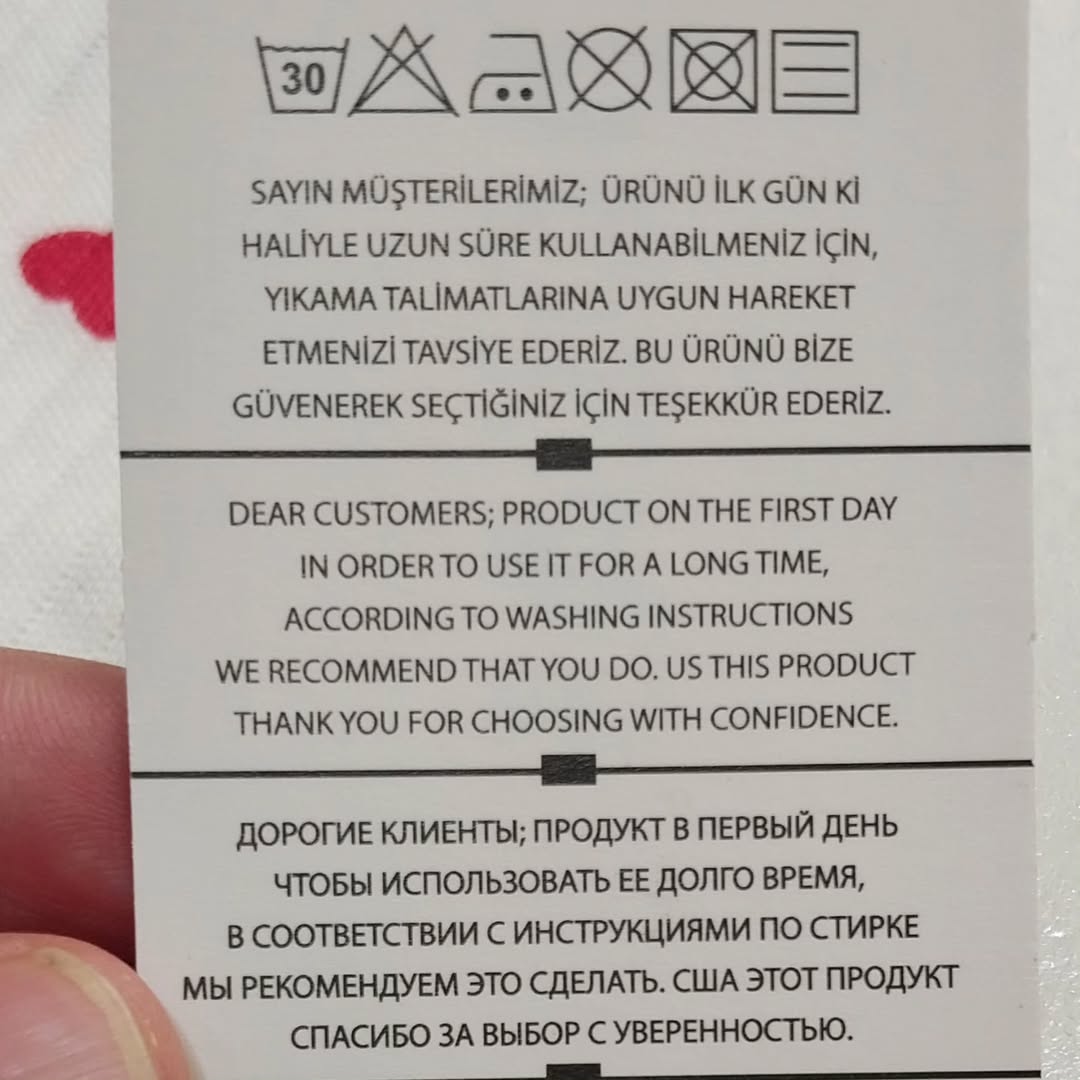 30
SAYIN MÜŞTERİLERİMİZ; ÜRÜNÜ İLK GÜN Kİ
HALİYLE UZUN SÜRE KULLANABİLMENİZ İÇİN,
YIKAMA TALİMATLARINA UYGUN HAREKET
ETMENİZİ TAVSİYE EDERİZ. BU ÜRÜNÜ BİZE
GÜVENEREK SEÇTİĞİNİZ İÇİN TEŞEKKÜR EDERİZ.
DEAR CUSTOMERS; PRODUCT ON THE FIRST DAY
IN ORDER TO USE IT FOR A LONG TIME,
ACCORDING TO WASHING INSTRUCTIONS
WE RECOMMEND THAT YOU DO. US THIS PRODUCT
THANK YOU FOR CHOOSING WITH CONFIDENCE.
ДОРОГИЕ КЛИЕНТЫ; ПРОДУКТ В ПЕРВЫЙ ДЕНЬ
ЧТОБЫ ИСПОЛЬЗОВАТЬ ЕЕ ДОЛГО ВРЕМЯ,
В СООТВЕТСТВИИ С ИНСТРУКЦИЯМИ ПО СТИРКЕ
МЫ РЕКОМЕНДУЕМ ЭТО СДЕЛАТЬ. США ЭТОТ ПРОДУКТ
СПАСИБО ЗА ВЫБОР С УВЕРЕННОСТЬЮ.